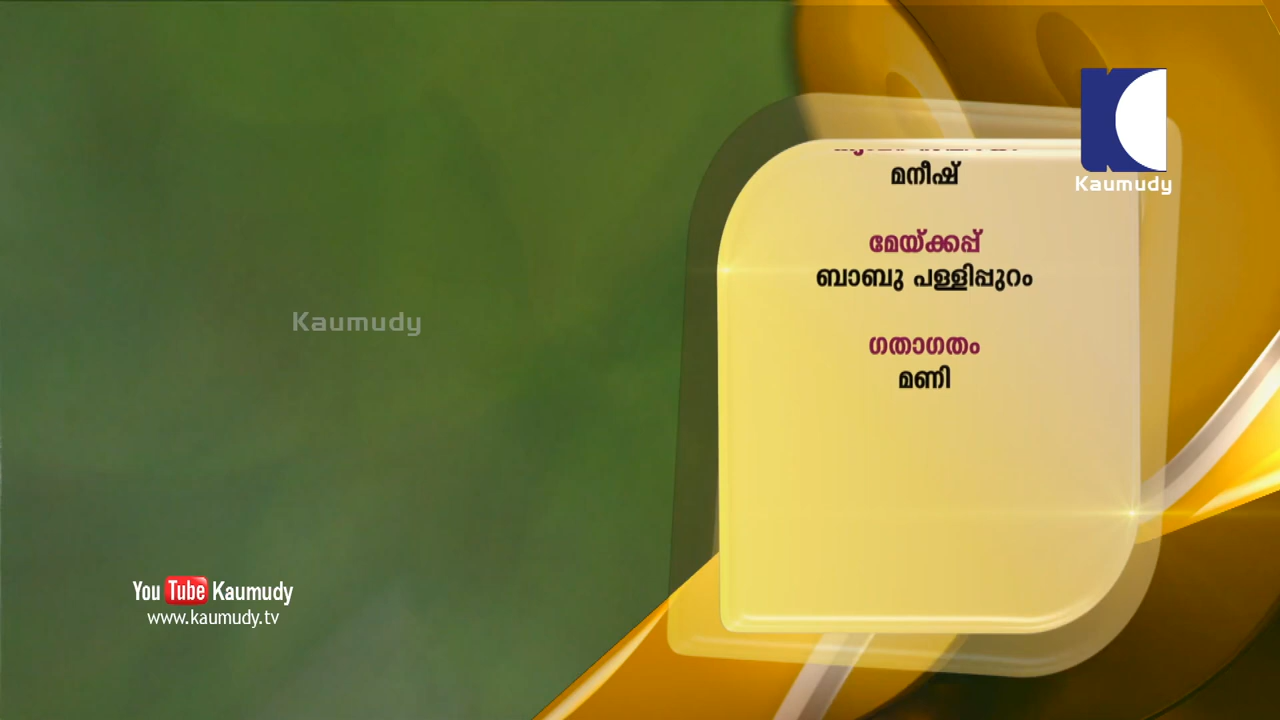 Kaumudy
മനീഷ്
മേയ്ക്കപ്പ്
ബാബു പള്ളിപ്പുറം
ഗതാഗതം
മണി
Kaumudy
You Tube Kaumudy
www.kaumudy.tv